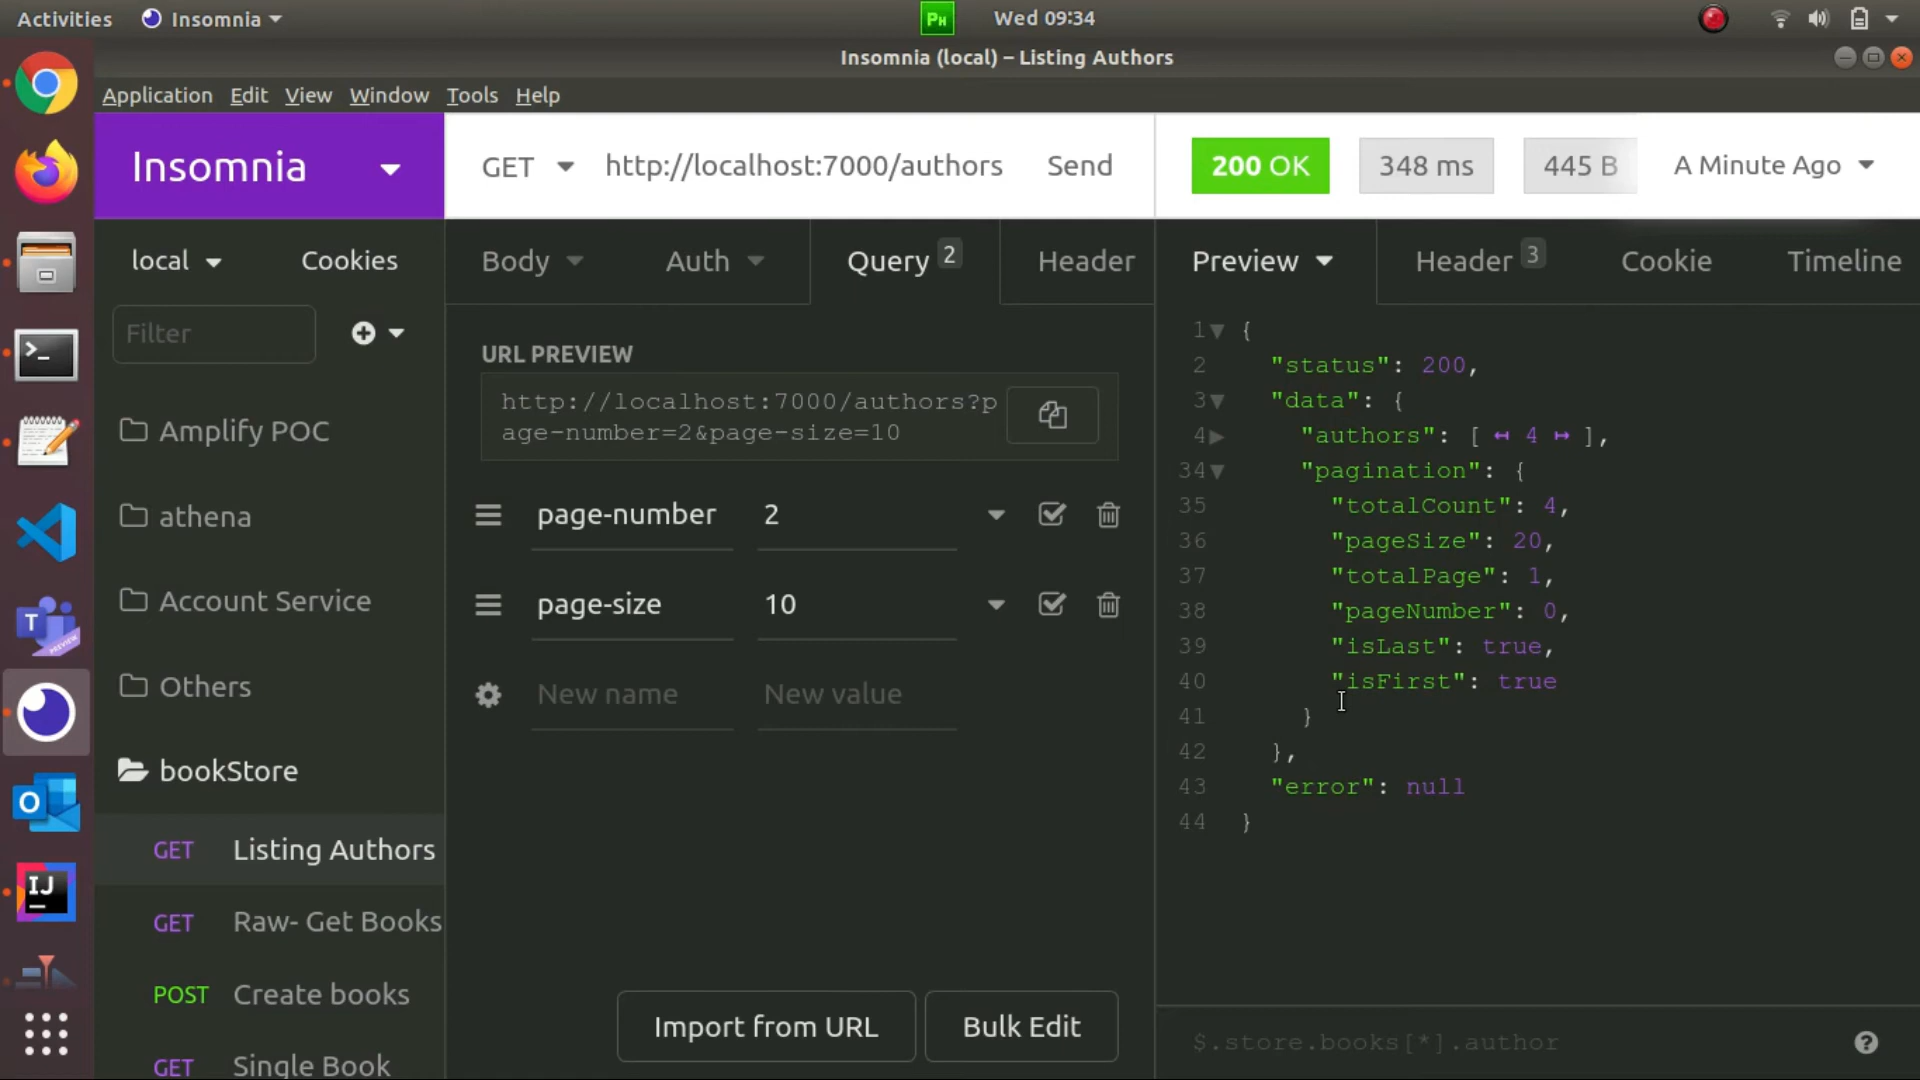 Activities Insomnia PH Wed 09:34
Insomnia (local) – Listing Authors
Application Edit View Window Tools Help
Insomnia GET http://localhost:7000/authors Send 200 OK 348 ms 445 B A Minute Ago
local Cookies Body Auth Query 2 Header Preview Header 3 Cookie Timeline
Filter
URL PREVIEW
http://localhost:7000/authors?p
age-number=2&page-size=10
page-number 2
page-size 10
New name New value
Import from URL Bulk Edit
Amplify POC
athena
Account Service
Others
bookStore
GET Listing Authors
GET Raw- Get Books
POST Create books
GET Single Book
1 {
2 "status": 200,
3 "data": {
4 "authors": [ ↤ 4 ↦ ],
34 "pagination": {
35 "totalCount": 4,
36 "pageSize": 20,
37 "totalPage": 1,
38 "pageNumber": 0,
39 "isLast": true,
40 "isFirst": true
41 }
42 },
43 "error": null
44 }
$.store.books[*].author ?
T
PREVIEW
O
IJ